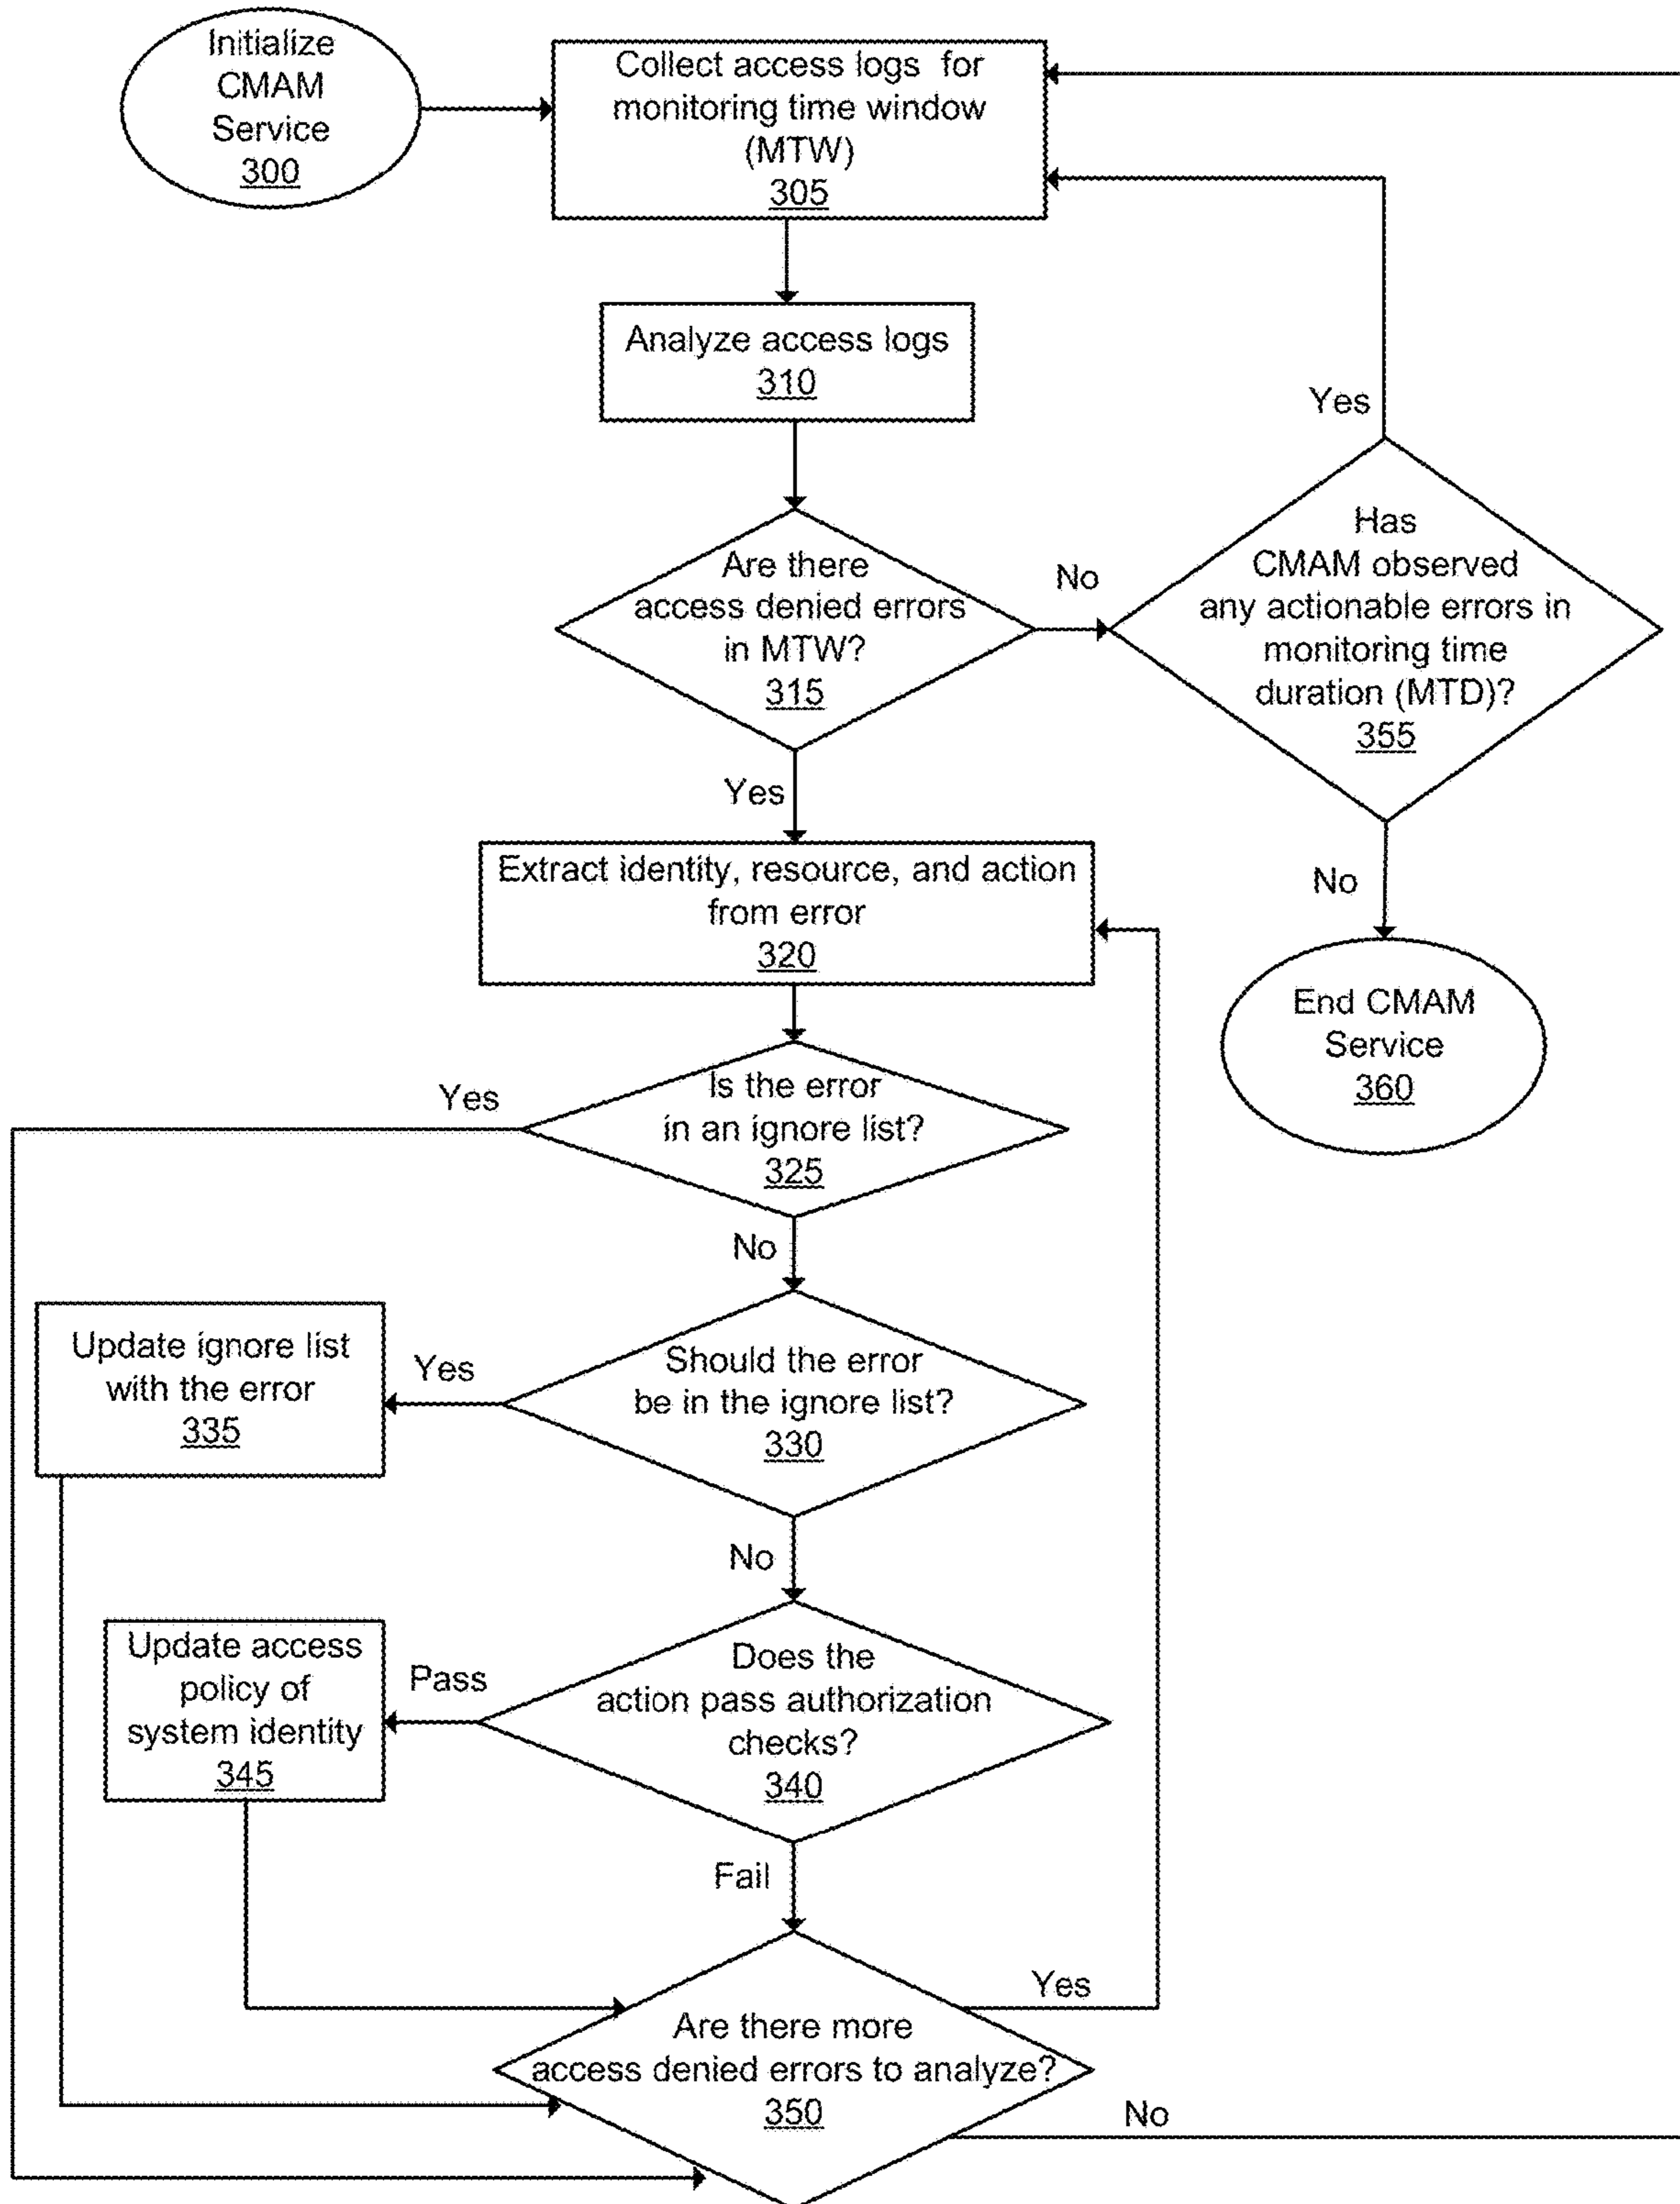 Initialize
CMAM
Service
300
Collect access logs for
monitoring time window
(MTW)
305
Analyze access logs
310
Are there
access denied errors
in MTW?
315
No
Yes
Has
CMAM observed
any actionable errors in
monitoring time
duration (MTD)?
355
Yes
No
End CMAM
Service
360
Extract identity, resource, and action
from error
320
Is the error
in an ignore list?
325
Yes
No
Should the error
be in the ignore list?
330
Yes
Update ignore list
with the error
335
No
Does the
action pass authorization
checks?
340
Pass
Update access
policy of
system identity
345
Fail
Are there more
access denied errors to analyze?
350
Yes
No